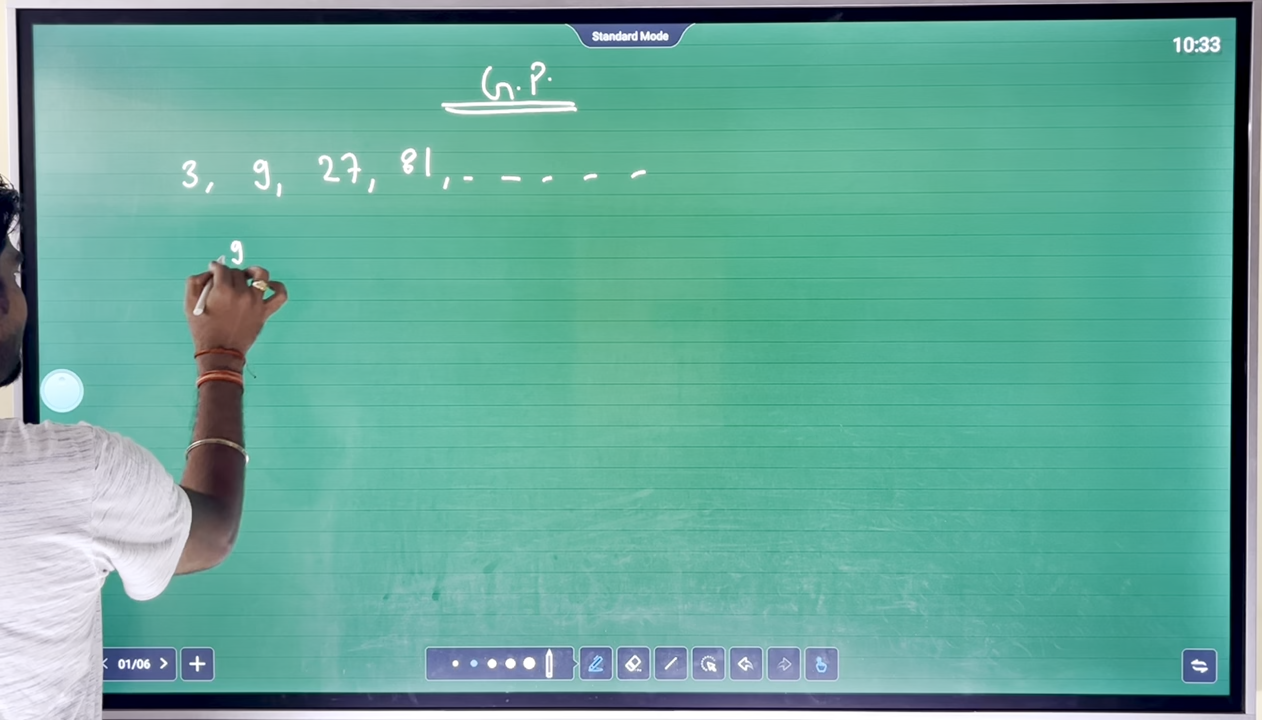 Standard Mode
10:33
G.P.
3, 9, 27, 81, - - - - -
9
01/06